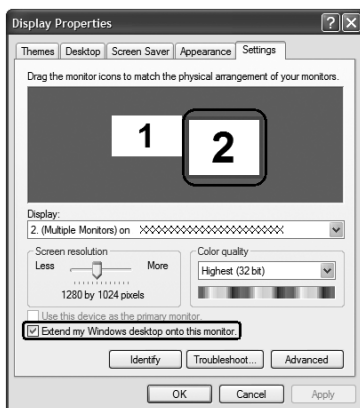 Display Properties
Themes Desktop Screen Saver Appearance Settings
Drag the monitor icons to match the physical arrangement of your monitors.
1 2
Display:
2. (Multiple Monitors) on XXXXXXXXXXXXXXXXXXXXXXXX
Screen resolution Color quality
Less More Highest (32 bit)
1280 by 1024 pixels
Use this device as the primary monitor.
Extend my Windows desktop onto this monitor.
Identify Troubleshoot... Advanced
OK Cancel Apply